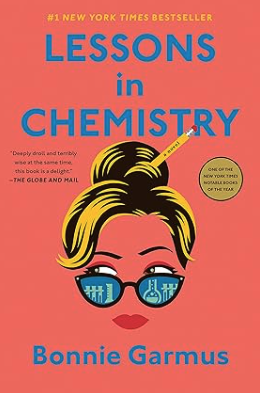 #1 NEW YORK TIMES BESTSELLER
LESSONS
in
CHEMISTRY
a novel
"Deeply droll and terribly
wise at the same time,
this book is a delight."
—THE GLOBE AND MAIL
ONE OF
THE NEW YORK TIMES
NOTABLE BOOKS
OF THE YEAR
Bonnie Garmus